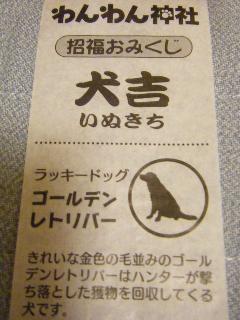 わんわん神社
招福おみくじ
犬吉
いぬきち
ラッキードッグ
ゴールデン
レトリバー
きれいな金色の毛並みのゴール
デンレトリバーはハンターが撃
ち落とした獲物を回収してくる
犬です。